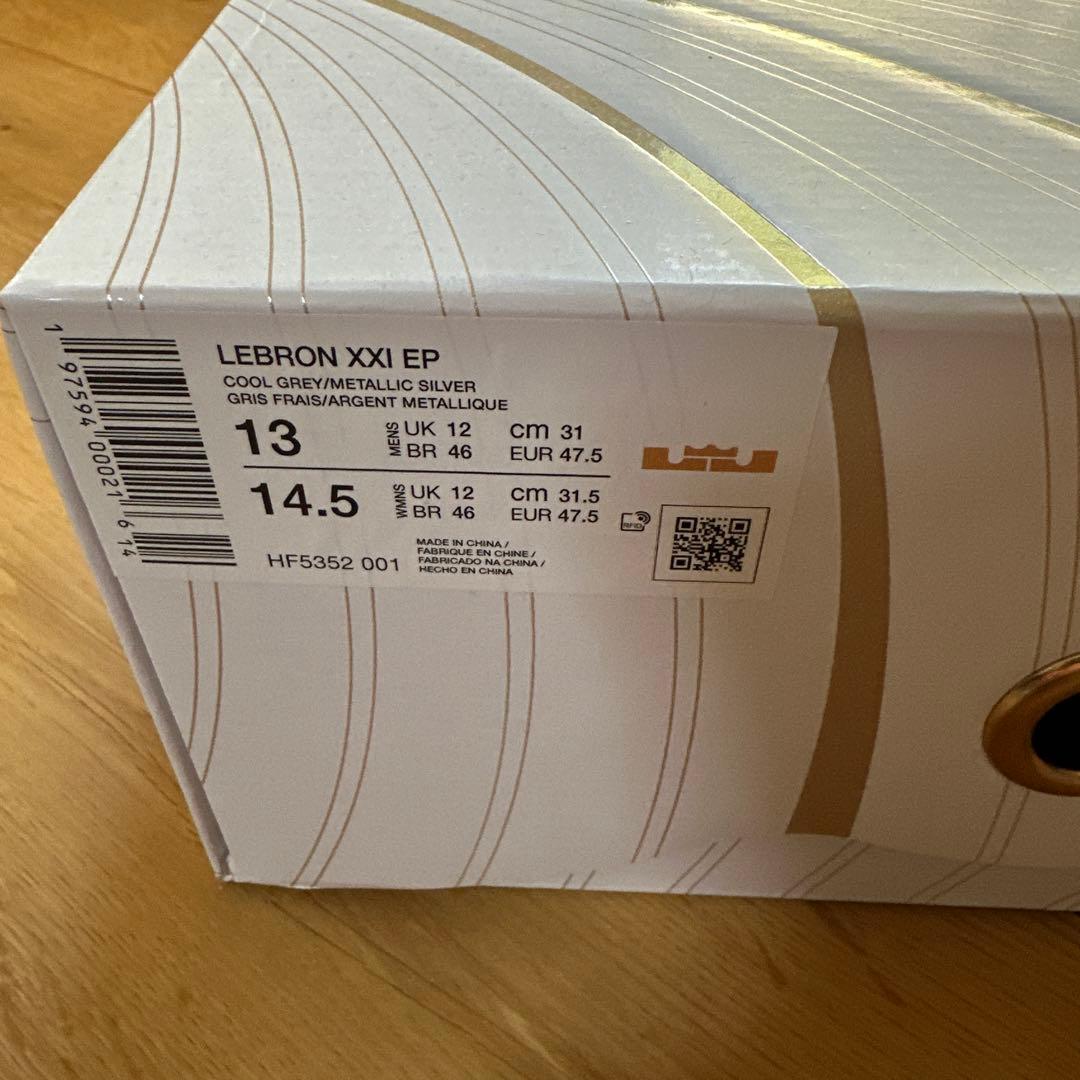 LEBRON XXI EP
COOL GREY/METALLIC SILVER
GRIS FRAIS/ARGENT METALLIQUE
13 MENS UK 12 cm 31
BR 46 EUR 47.5
14.5 WMNS UK 12 cm 31.5
BR 46 EUR 47.5
RFID
HF5352 001
MADE IN CHINA /
FABRIQUE EN CHINE /
FABRICADO NA CHINA /
HECHO EN CHINA
1 97594 00021 6 14